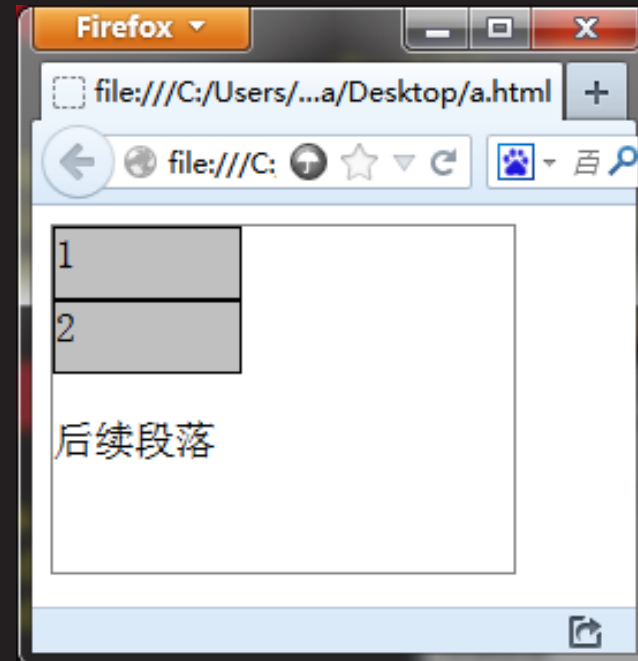 Firefox
file:///C:/Users/...a/Desktop/a.html
file:///C:
百
1
2
后续段落